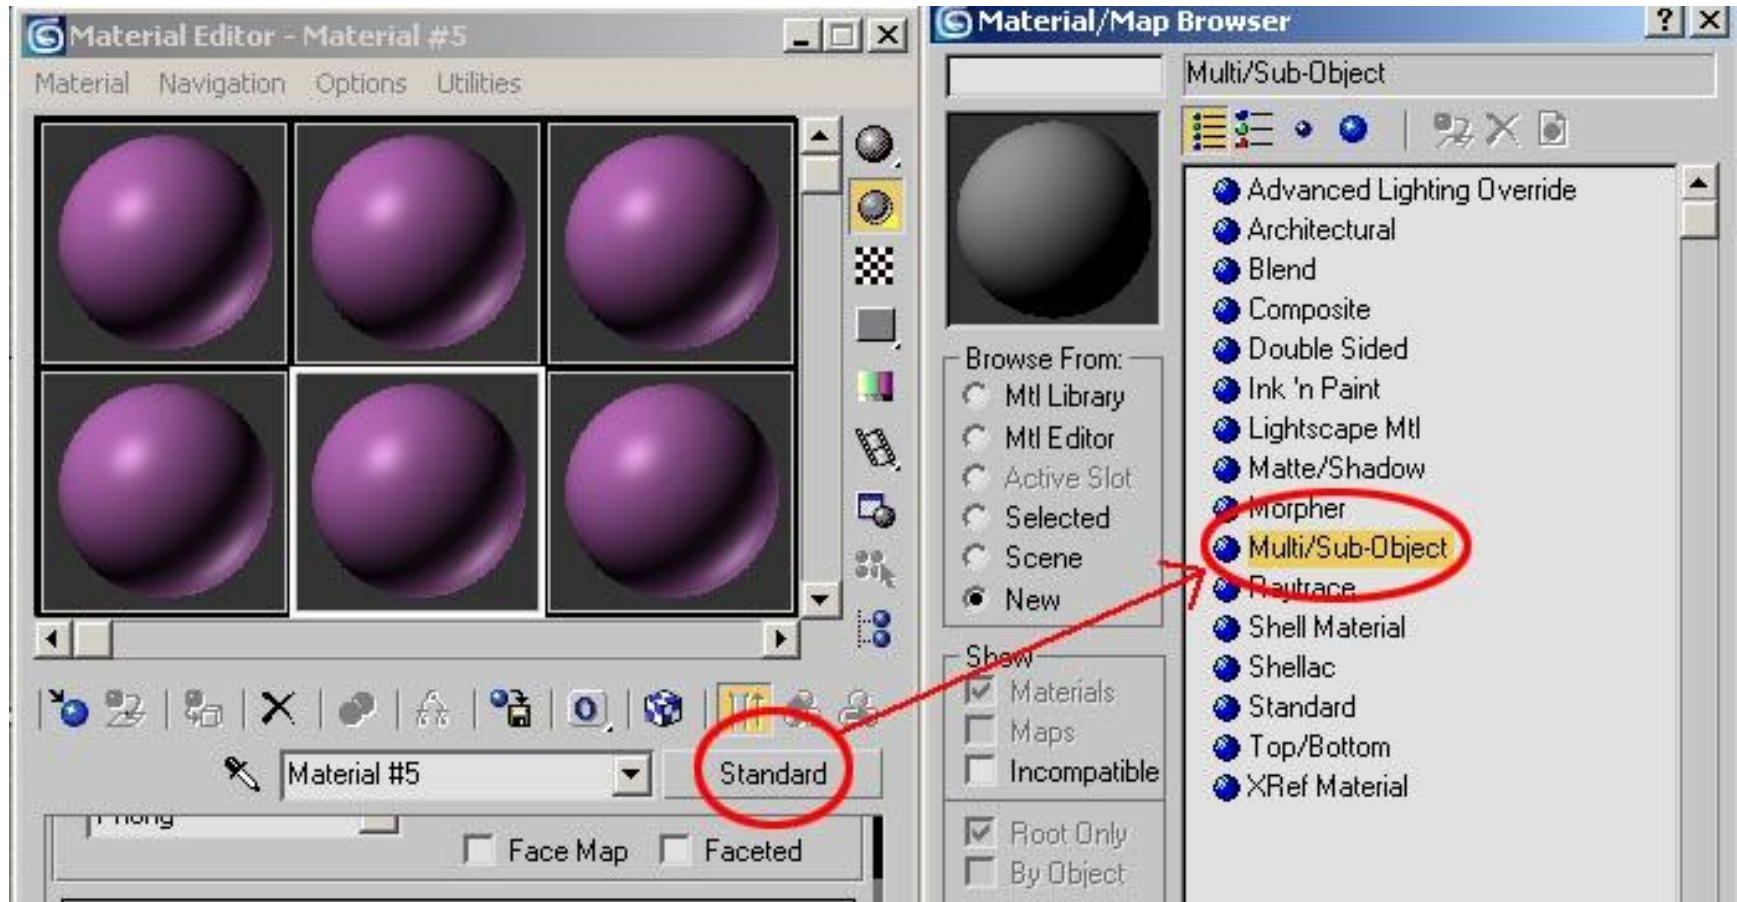 Material Editor - Material #5
Material Navigation Options Utilities
Material #5
Standard
Phong
Face Map Faceted
Material/Map Browser
Multi/Sub-Object
Browse From:
Mtl Library
Mtl Editor
Active Slot
Selected
Scene
New
Show
Materials
Maps
Incompatible
Root Only
By Object
Advanced Lighting Override
Architectural
Blend
Composite
Double Sided
Ink 'n Paint
Lightscape Mtl
Matte/Shadow
Morpher
Multi/Sub-Object
Raytrace
Shell Material
Shellac
Standard
Top/Bottom
XRef Material